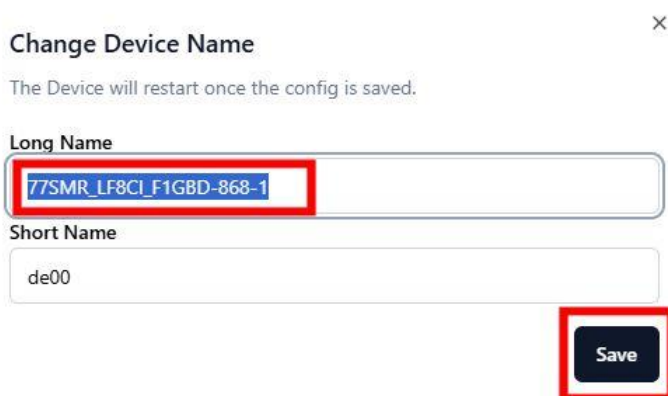 Change Device Name
The Device will restart once the config is saved.
Long Name
77SMR_LF8CI_F1GBD-868-1
Short Name
de00
Save